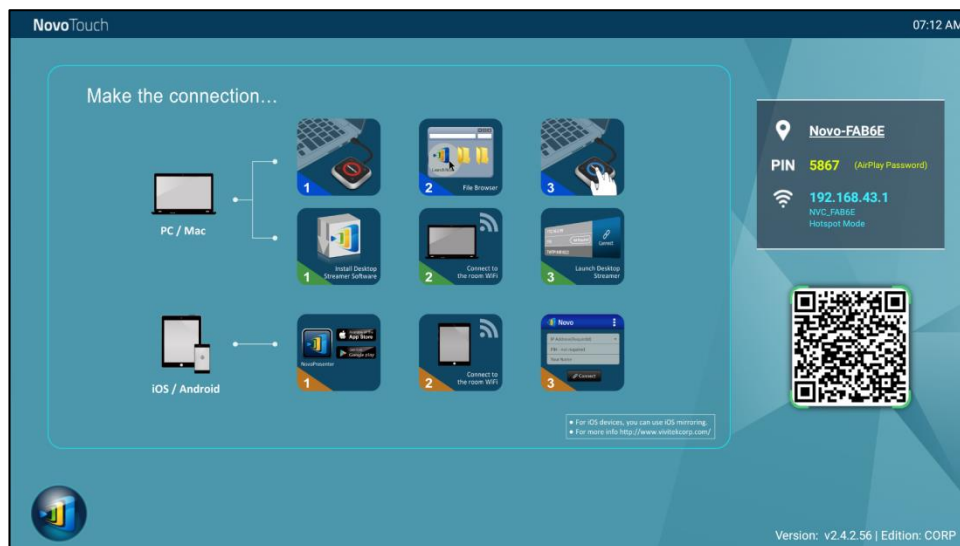 NovoTouch
07:12 AM
Make the connection...
PC / Mac
1
2
File Browser
3
1
Install Desktop
Streamer Software
2
Connect to
the room WiFi
3
Connect
Launch Desktop
Streamer
iOS / Android
NovoPresenter
App Store
Google play
1
2
Connect to
the room WiFi
Novo
Connect
3
• For iOS devices, you can use iOS mirroring.
• For more info http://www.vivitekcorp.com/
Novo-FAB6E
PIN 5867 (AirPlay Password)
192.168.43.1
NVC_FAB6E
Hotspot Mode
Version: v2.4.2.56 | Edition: CORP